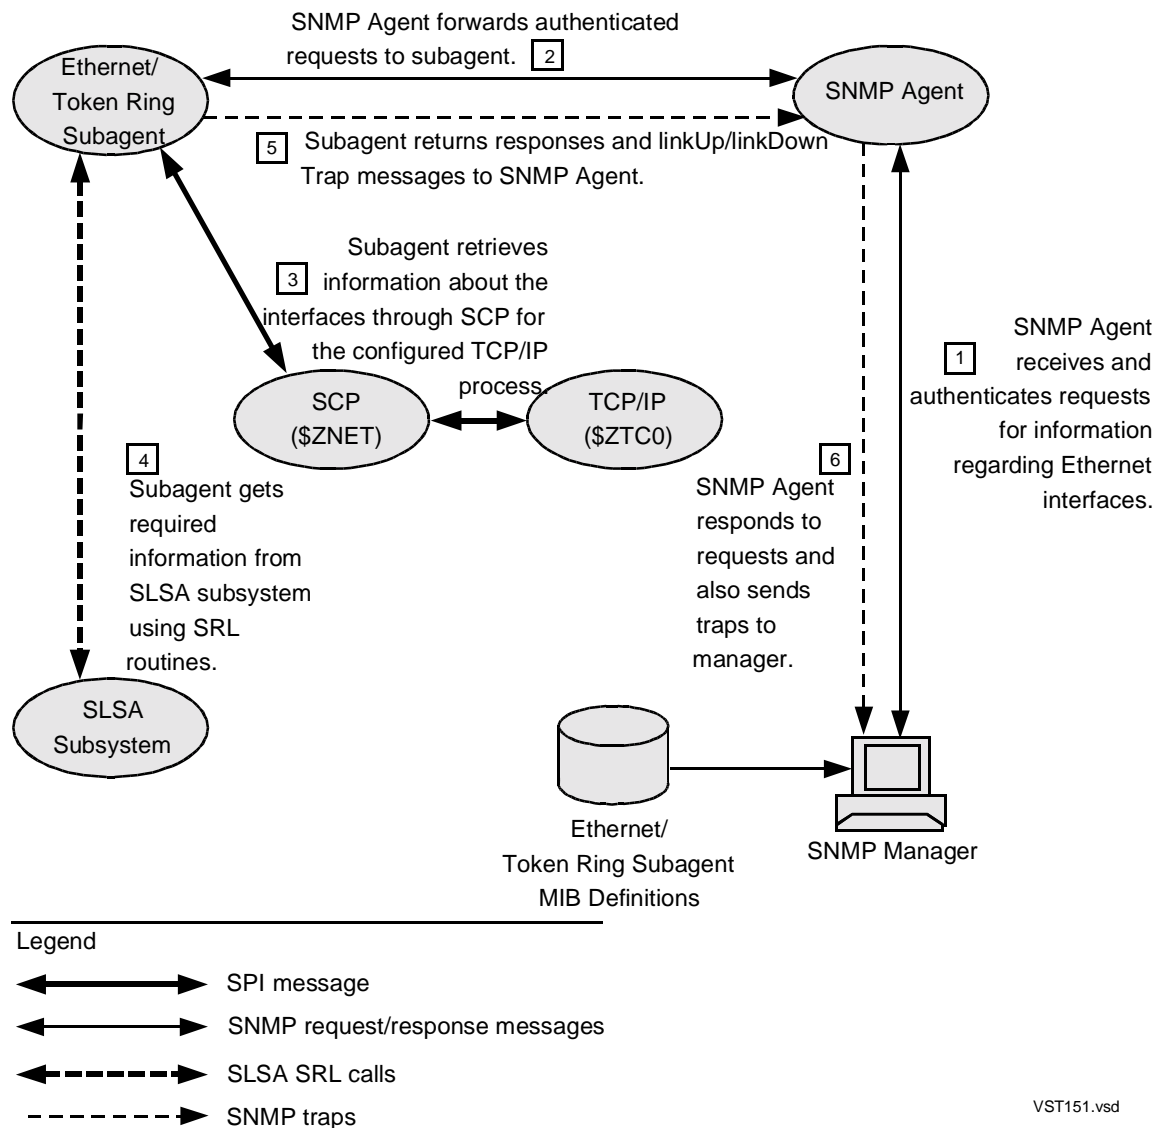 SNMP Agent forwards authenticated
requests to subagent. 2
Ethernet/
Token Ring
Subagent
SNMP Agent
5 Subagent returns responses and linkUp/linkDown
Trap messages to SNMP Agent.
Subagent retrieves
3 information about the
interfaces through SCP for
the configured TCP/IP
process.
SNMP Agent
1 receives and
authenticates requests
for information
regarding Ethernet
interfaces.
SCP
($ZNET)
TCP/IP
($ZTC0)
4
Subagent gets
required
information from
SLSA subsystem
using SRL
routines.
6
SNMP Agent
responds to
requests and
also sends
traps to
manager.
SLSA
Subsystem
Ethernet/
Token Ring Subagent
MIB Definitions
SNMP Manager
Legend
SPI message
SNMP request/response messages
SLSA SRL calls
SNMP traps
VST151.vsd